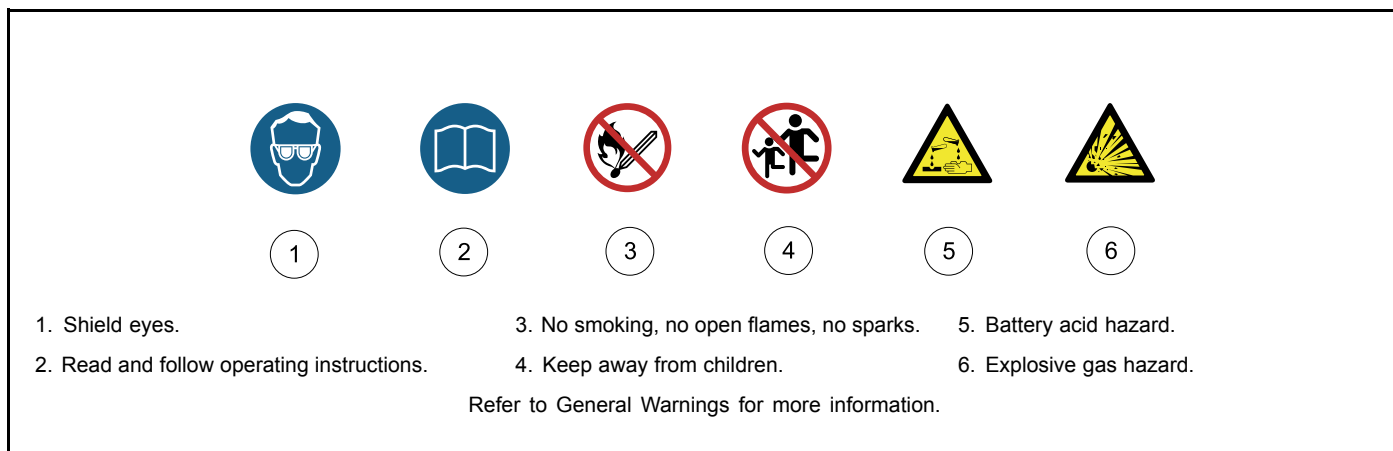 1 2 3 4 5 6
1. Shield eyes.
2. Read and follow operating instructions.
3. No smoking, no open flames, no sparks.
4. Keep away from children.
5. Battery acid hazard.
6. Explosive gas hazard.
Refer to General Warnings for more information.